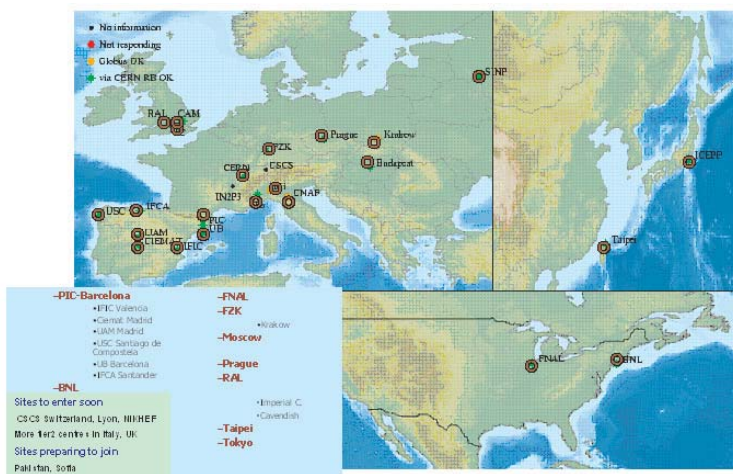 No information
Not responding
Globus OK
via CERN RB OK
SINP
RAL CAM
Prague
Krakow
FZK
CSCS
Budapest
CERN
IN2P3
CNAF
USC
IFCA
PIC
UB
UAM
CIEMAT
IFIC
ICEPP
Taipei
FNAL
BNL
–PIC-Barcelona
•IFIC Valencia
•Ciemat Madrid
•UAM Madrid
•USC Santiago de
Compostela
•UB Barcelona
•IFCA Santander
–BNL
–FNAL
–FZK
•Krakow
–Moscow
–Prague
–RAL
•Imperial C.
•Cavendish
–Taipei
–Tokyo
Sites to enter soon
CSCS Switzerland, Lyon, NIKHEF
More tier2 centres in Italy, UK
Sites preparing to join
Pakistan, Sofia